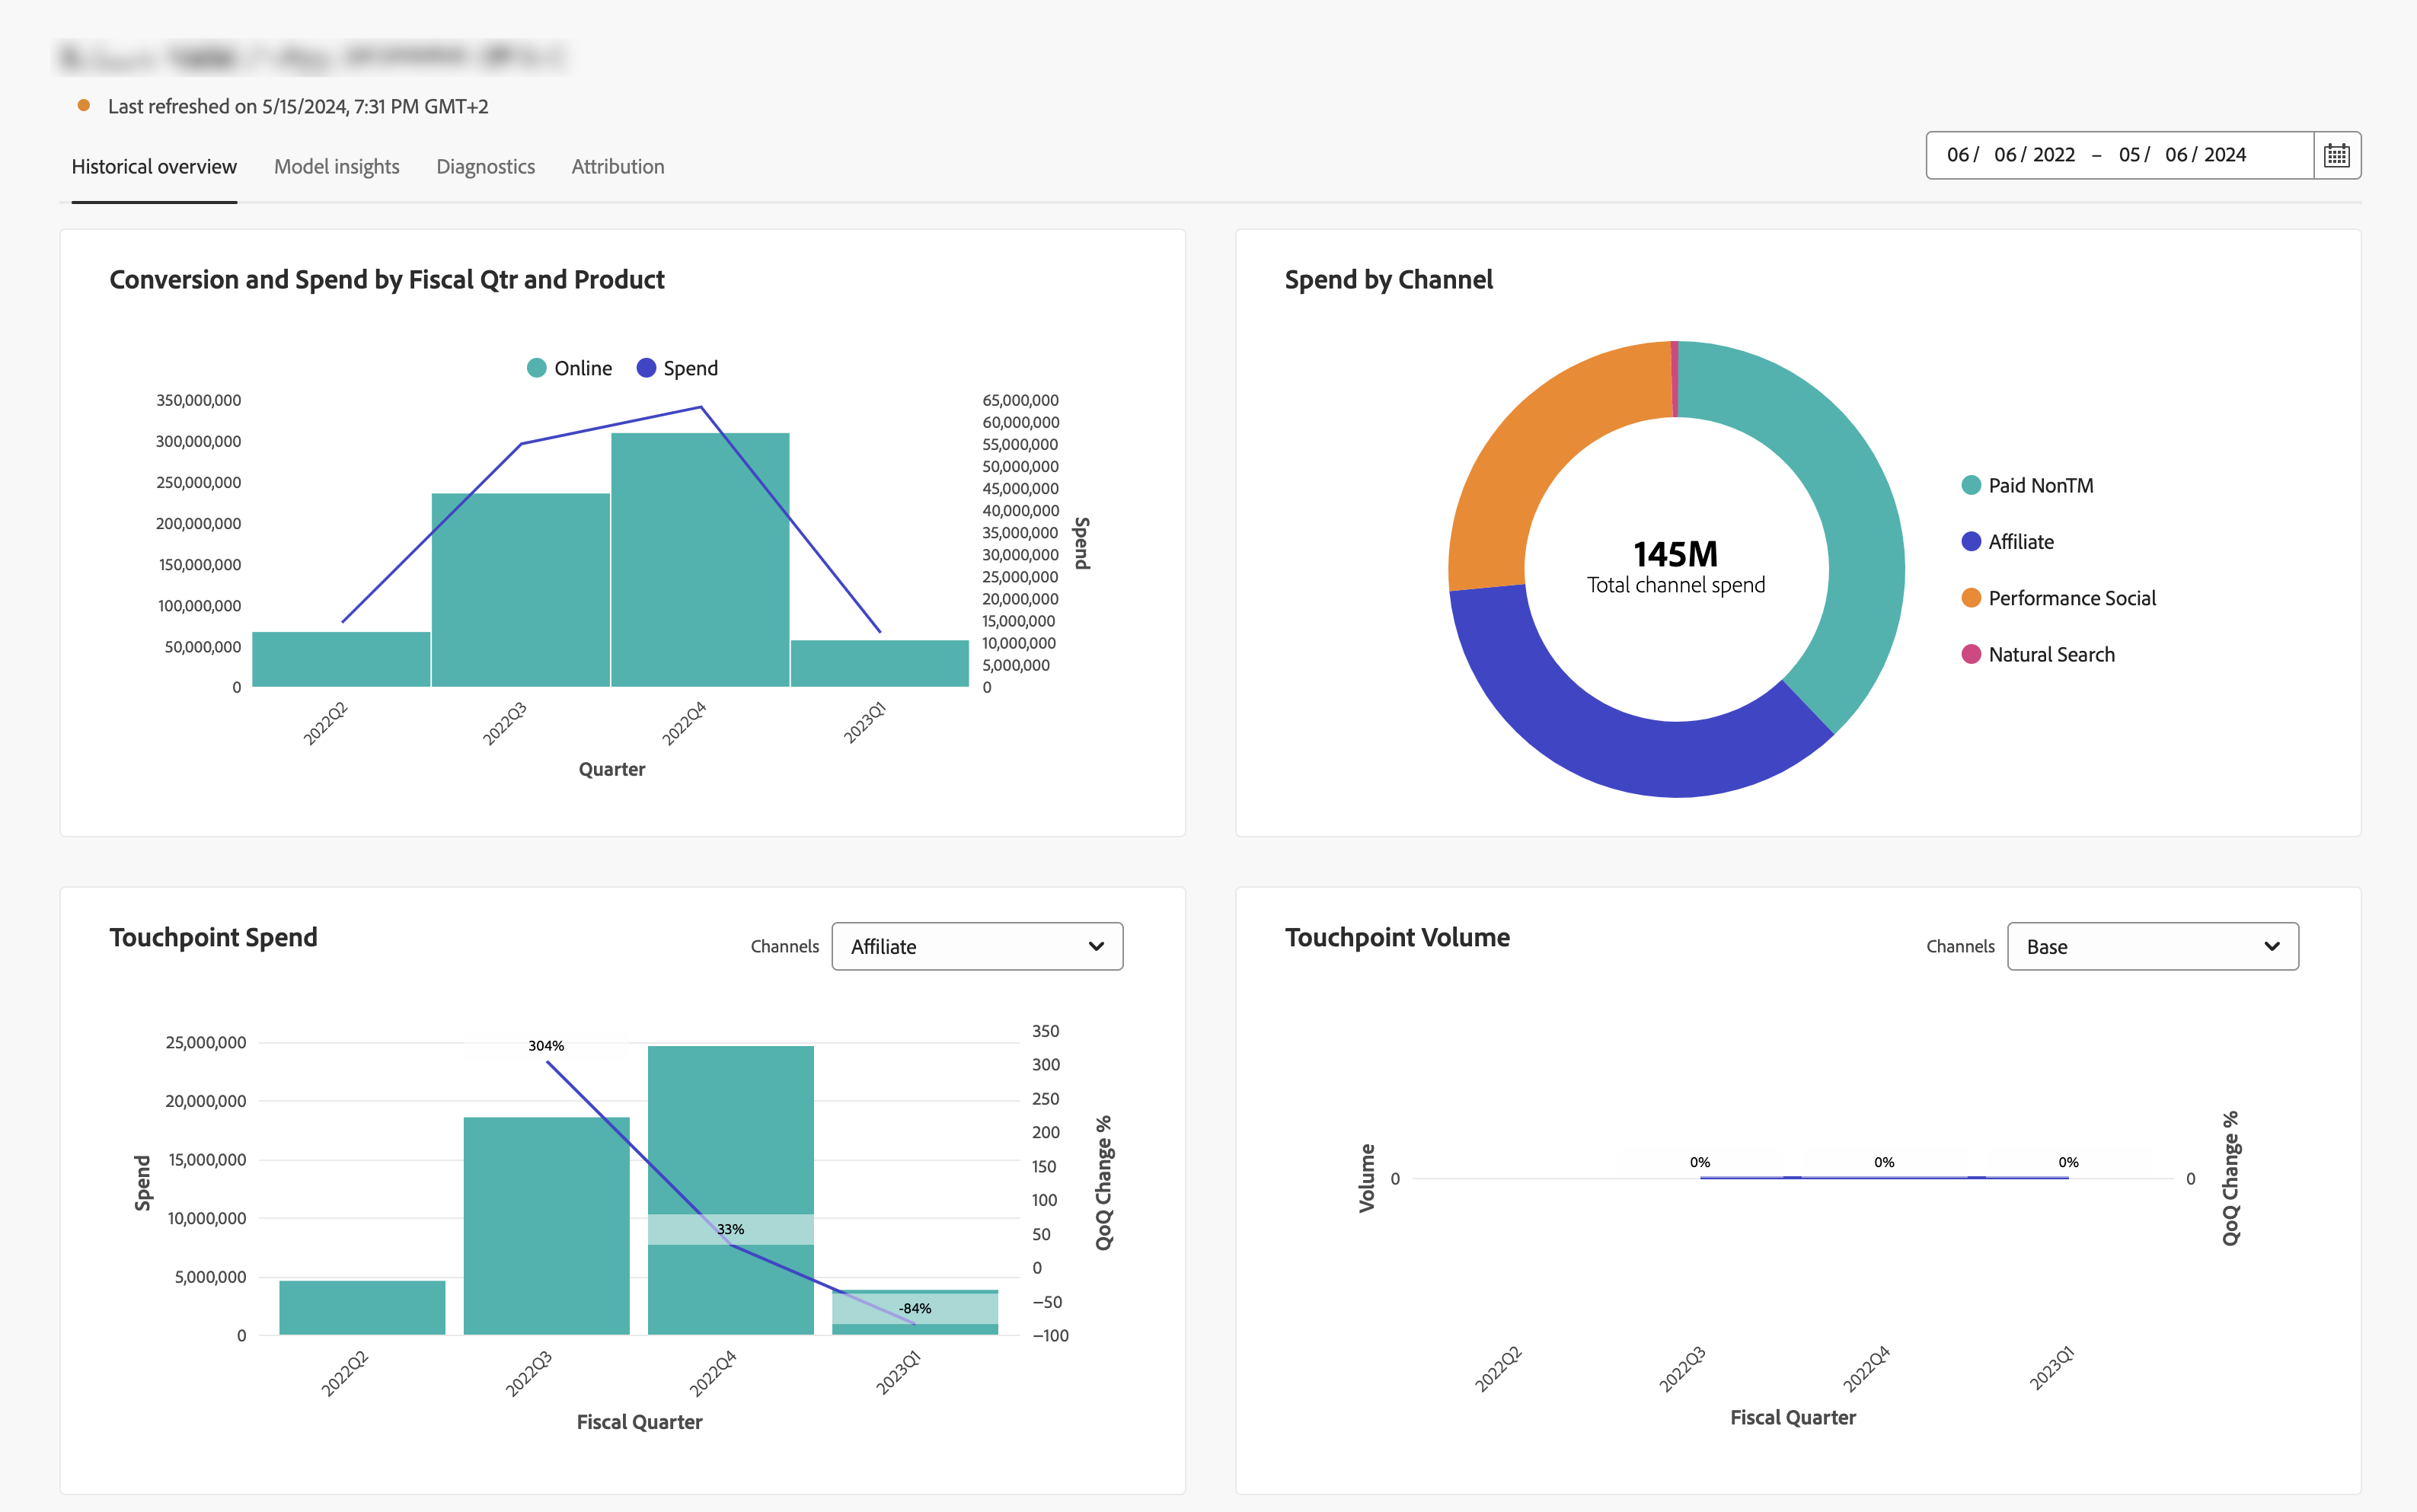 Last refreshed on 5/15/2024, 7:31 PM GMT+2
Historical overview Model insights Diagnostics Attribution
06 / 06 / 2022 – 05 / 06 / 2024
Conversion and Spend by Fiscal Qtr and Product
Online Spend
350,000,000
300,000,000
250,000,000
200,000,000
150,000,000
100,000,000
50,000,000
0
65,000,000
60,000,000
55,000,000
50,000,000
45,000,000
40,000,000
35,000,000
30,000,000
25,000,000
20,000,000
15,000,000
10,000,000
5,000,000
0
Spend
2022Q2 2022Q3 2022Q4 2023Q1
Quarter
Spend by Channel
145M
Total channel spend
Paid NonTM
Affiliate
Performance Social
Natural Search
Touchpoint Spend
Channels Affiliate
Spend
25,000,000
20,000,000
15,000,000
10,000,000
5,000,000
0
304%
33%
-84%
350
300
250
200
150
100
50
0
−50
−100
QoQ Change %
2022Q2 2022Q3 2022Q4 2023Q1
Fiscal Quarter
Touchpoint Volume
Channels Base
Volume
0
0% 0% 0%
0
QoQ Change %
2022Q2 2022Q3 2022Q4 2023Q1
Fiscal Quarter